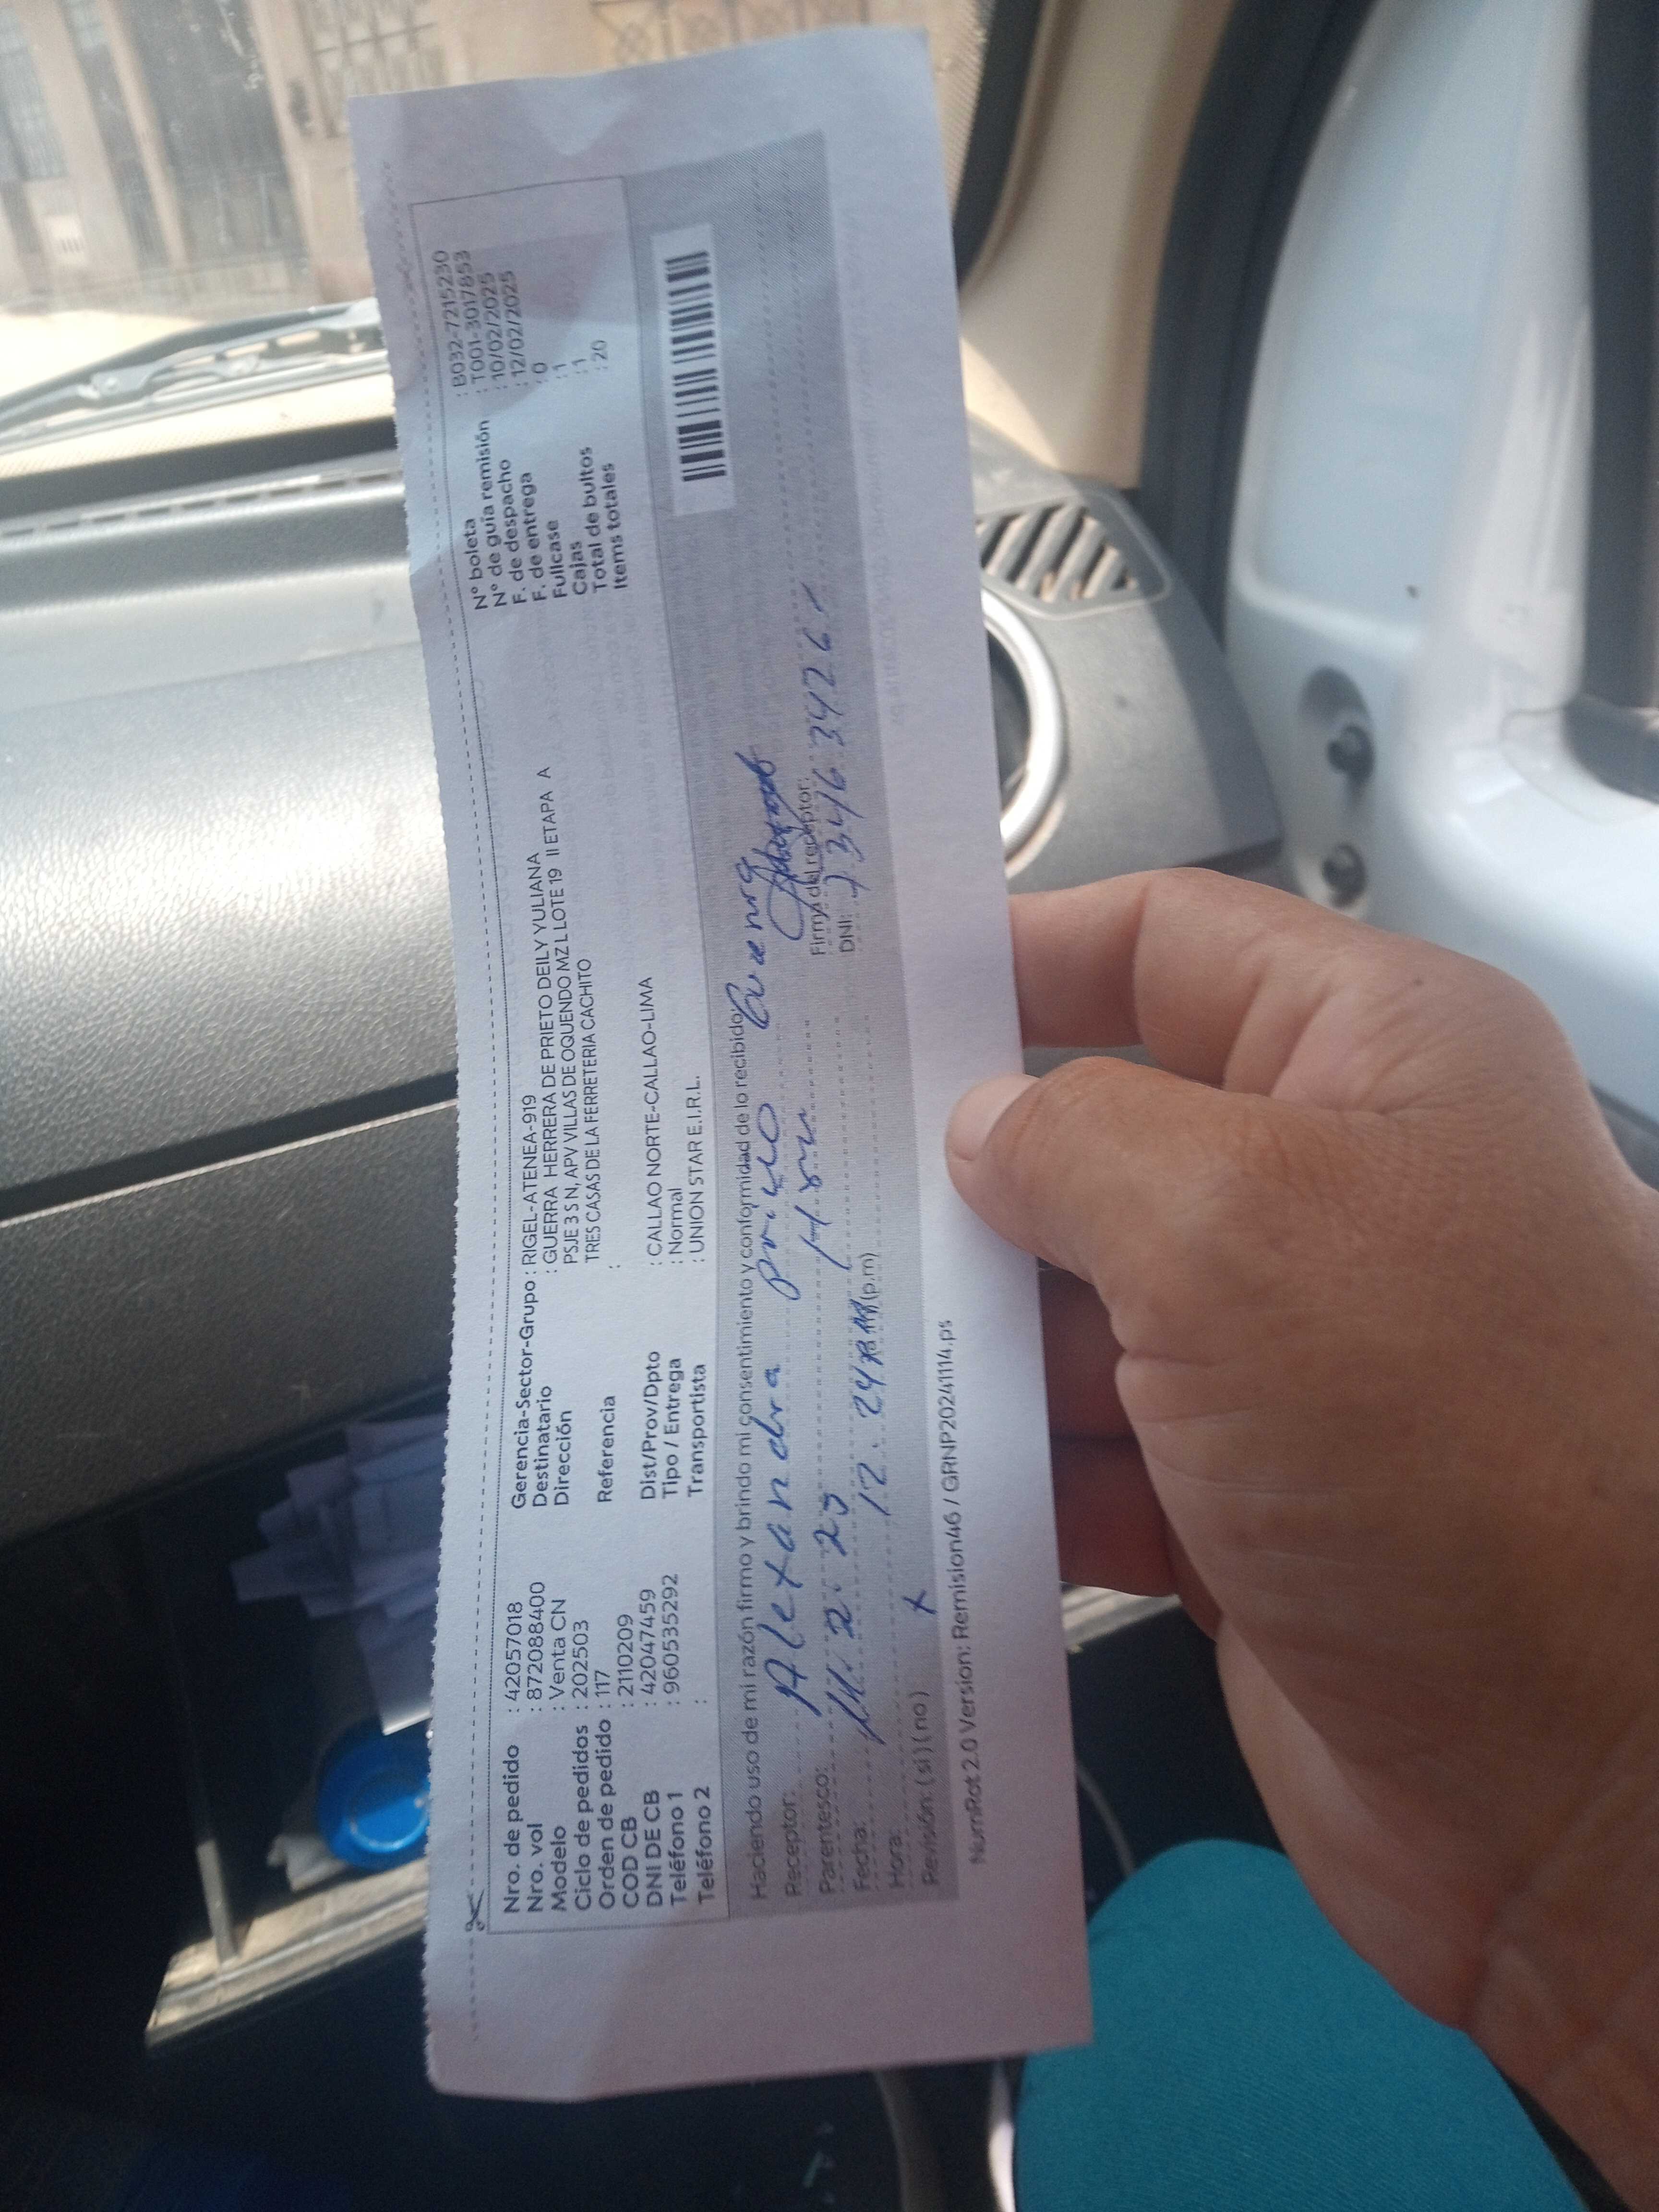 Nro. de pedido : 42057018
Nro. vol : 872088400
Modelo : Venta CN
Ciclo de pedidos : 202503
Orden de pedido : 117
COD CB : 2110209
DNI DE CB : 42047459
Teléfono 1 : 960535292
Teléfono 2 :
Gerencia-Sector-Grupo : RIGEL-ATENEA-919
Destinatario : GUERRA HERRERA DE PRIETO DEILY YULIANA
Dirección PSJE 3 S N, APV VILLAS DE OQUENDO MZ L LOTE 19 II ETAPA A
TRES CASAS DE LA FERRETERIA CACHITO
Referencia :
Dist/Prov/Dpto : CALLAO NORTE-CALLAO-LIMA
Tipo / Entrega : Normal
Transportista : UNION STAR E.I.R.L.
N° boleta : B032-7215230
N° de guía remisión : T001-3017853
F. de despacho : 10/02/2025
F. de entrega : 12/02/2025
Fullcase : 0
Cajas : 1
Total de bultos : 1
Items totales : 20
Haciendo uso de mi razón firmo y brindo mi consentimiento y conformidad de lo recibido:
Receptor: Alexandra prieto Guerra
Parentesco:
Firma del receptor:
Fecha:
DNI:
Hora: 12. 24 (p.m)
Revisión: ( si ) ( no ) x
NumRot 2.0 Version: Remision46 / GRNP20241114.ps